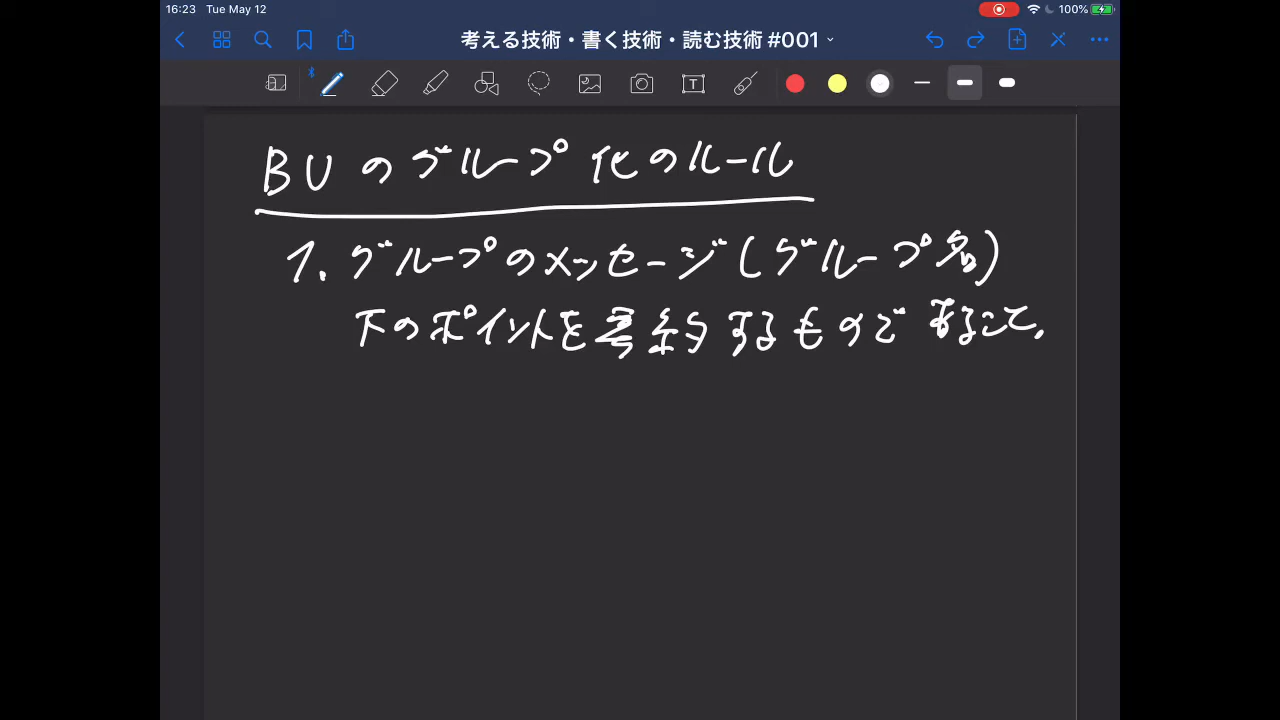 16:23 Tue May 12 100%
考える技術・書く技術・読む技術 #001
T
BUのグループ化のルール
1. グループのメッセージ(グループ名)
下のポイントを要約するものであること。